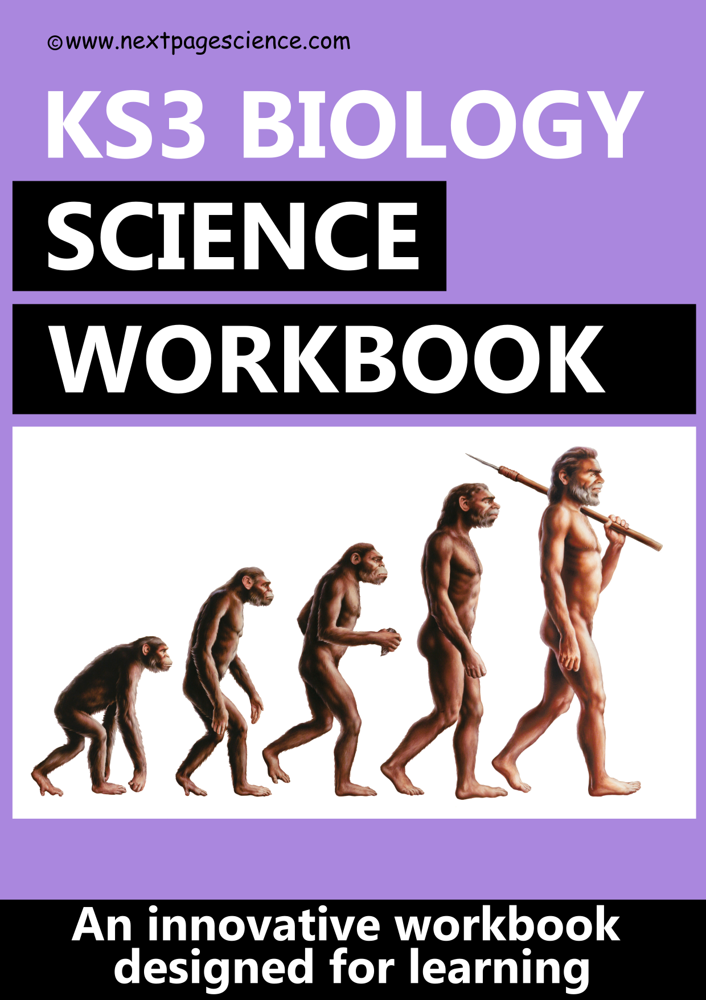 ©www.nextpagescience.com
KS3 BIOLOGY
SCIENCE
WORKBOOK
An innovative workbook
designed for learning